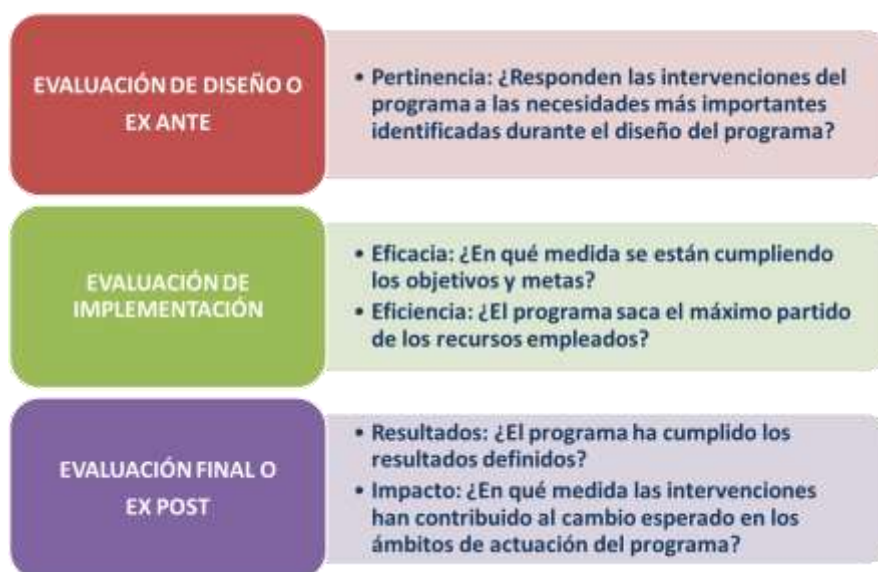 EVALUACIÓN DE DISEÑO O
EX ANTE
• Pertinencia: ¿Responden las intervenciones del
programa a las necesidades más importantes
identificadas durante el diseño del programa?
EVALUACIÓN DE
IMPLEMENTACIÓN
• Eficacia: ¿En qué medida se están cumpliendo
los objetivos y metas?
• Eficiencia: ¿El programa saca el máximo partido
de los recursos empleados?
EVALUACIÓN FINAL O
EX POST
• Resultados: ¿El programa ha cumplido los
resultados definidos?
• Impacto: ¿En qué medida las intervenciones
han contribuido al cambio esperado en los
ámbitos de actuación del programa?